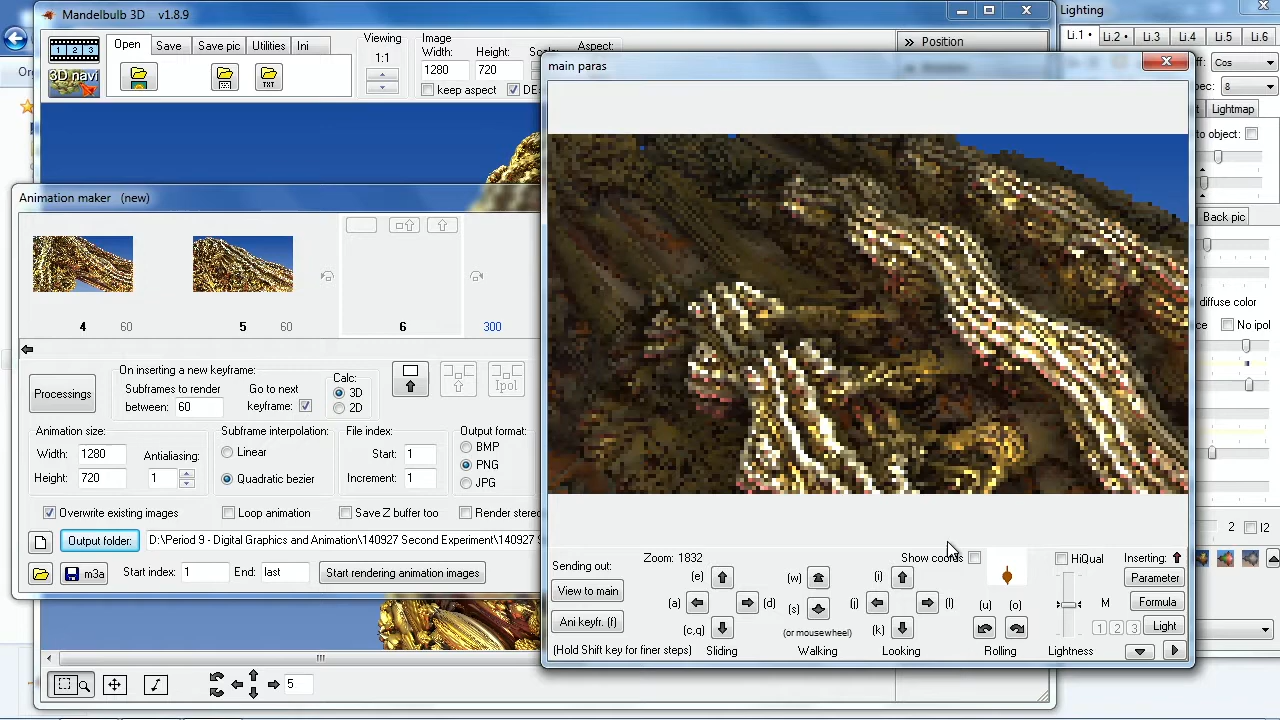 Mandelbulb 3D v1.8.9
Lighting
Open Save Save pic Utilities Ini
Viewing
1:1
Image
Width: Height: Aspect:
1280 720
keep aspect
Position
3D navi
TXT
main paras
Li.1 Li.2 Li.3 Li.4 Li.5 Li.6
Cos
8
Lightmap
to object:
Back pic
diffuse color
No ipol
2 I2
Animation maker (new)
4 60
5 60
6 300
Processings
On inserting a new keyframe:
Subframes to render
between: 60
Go to next
keyframe:
Calc:
3D
2D
Ipol
Animation size:
Width: 1280
Height: 720
Antialiasing:
1
Subframe interpolation:
Linear
Quadratic bezier
File index:
Start: 1
Increment: 1
Output format:
BMP
PNG
JPG
Overwrite existing images
Loop animation
Save Z buffer too
Render stereo
Output folder:
D:\Period 9 - Digital Graphics and Animation\140927 Second Experiment\140927 S
m3a
Start index: 1 End: last
Start rendering animation images
5
Sending out:
View to main
Ani keyfr. (f)
(Hold Shift key for finer steps)
Zoom: 1832
(e)
(a) (d)
(c,q)
Sliding
(w)
(s)
(or mousewheel)
Walking
Show coords
(i)
(j) (l)
(k)
Looking
(u) (o)
Rolling
HiQual
M
1 2 3
Lightness
Inserting:
Parameter
Formula
Light